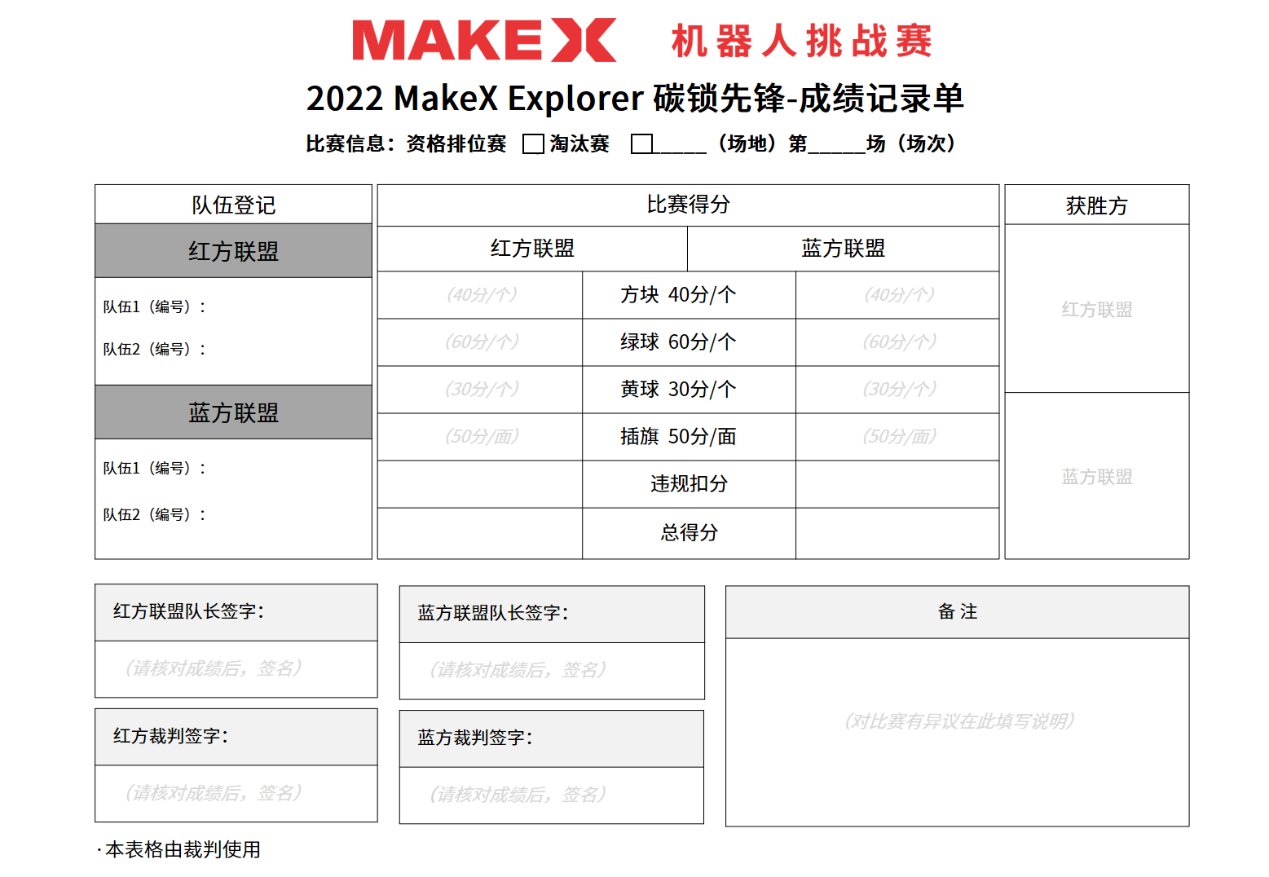 MAKEX 机器人挑战赛
2022 MakeX Explorer 碳锁先锋-成绩记录单
比赛信息：资格排位赛 □ 淘汰赛 □_____（场地）第_____场（场次）
队伍登记
红方联盟
队伍1（编号）：
队伍2（编号）：
蓝方联盟
队伍1（编号）：
队伍2（编号）：
比赛得分
红方联盟 蓝方联盟
（40分/个） 方块 40分/个 （40分/个）
（60分/个） 绿球 60分/个 （60分/个）
（30分/个） 黄球 30分/个 （30分/个）
（50分/面） 插旗 50分/面 （50分/面）
违规扣分
总得分
获胜方
红方联盟
蓝方联盟
红方联盟队长签字：
（请核对成绩后，签名）
蓝方联盟队长签字：
（请核对成绩后，签名）
红方裁判签字：
（请核对成绩后，签名）
蓝方裁判签字：
（请核对成绩后，签名）
备 注
（对比赛有异议在此填写说明）
·本表格由裁判使用